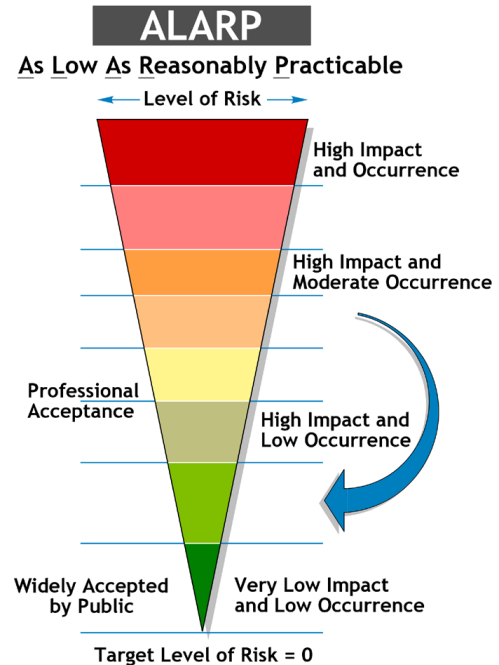 ALARP
As Low As Reasonably Practicable
Level of Risk
High Impact
and Occurrence
High Impact and
Moderate Occurrence
Professional
Acceptance
High Impact and
Low Occurrence
Widely Accepted
by Public
Very Low Impact
and Low Occurrence
Target Level of Risk = 0